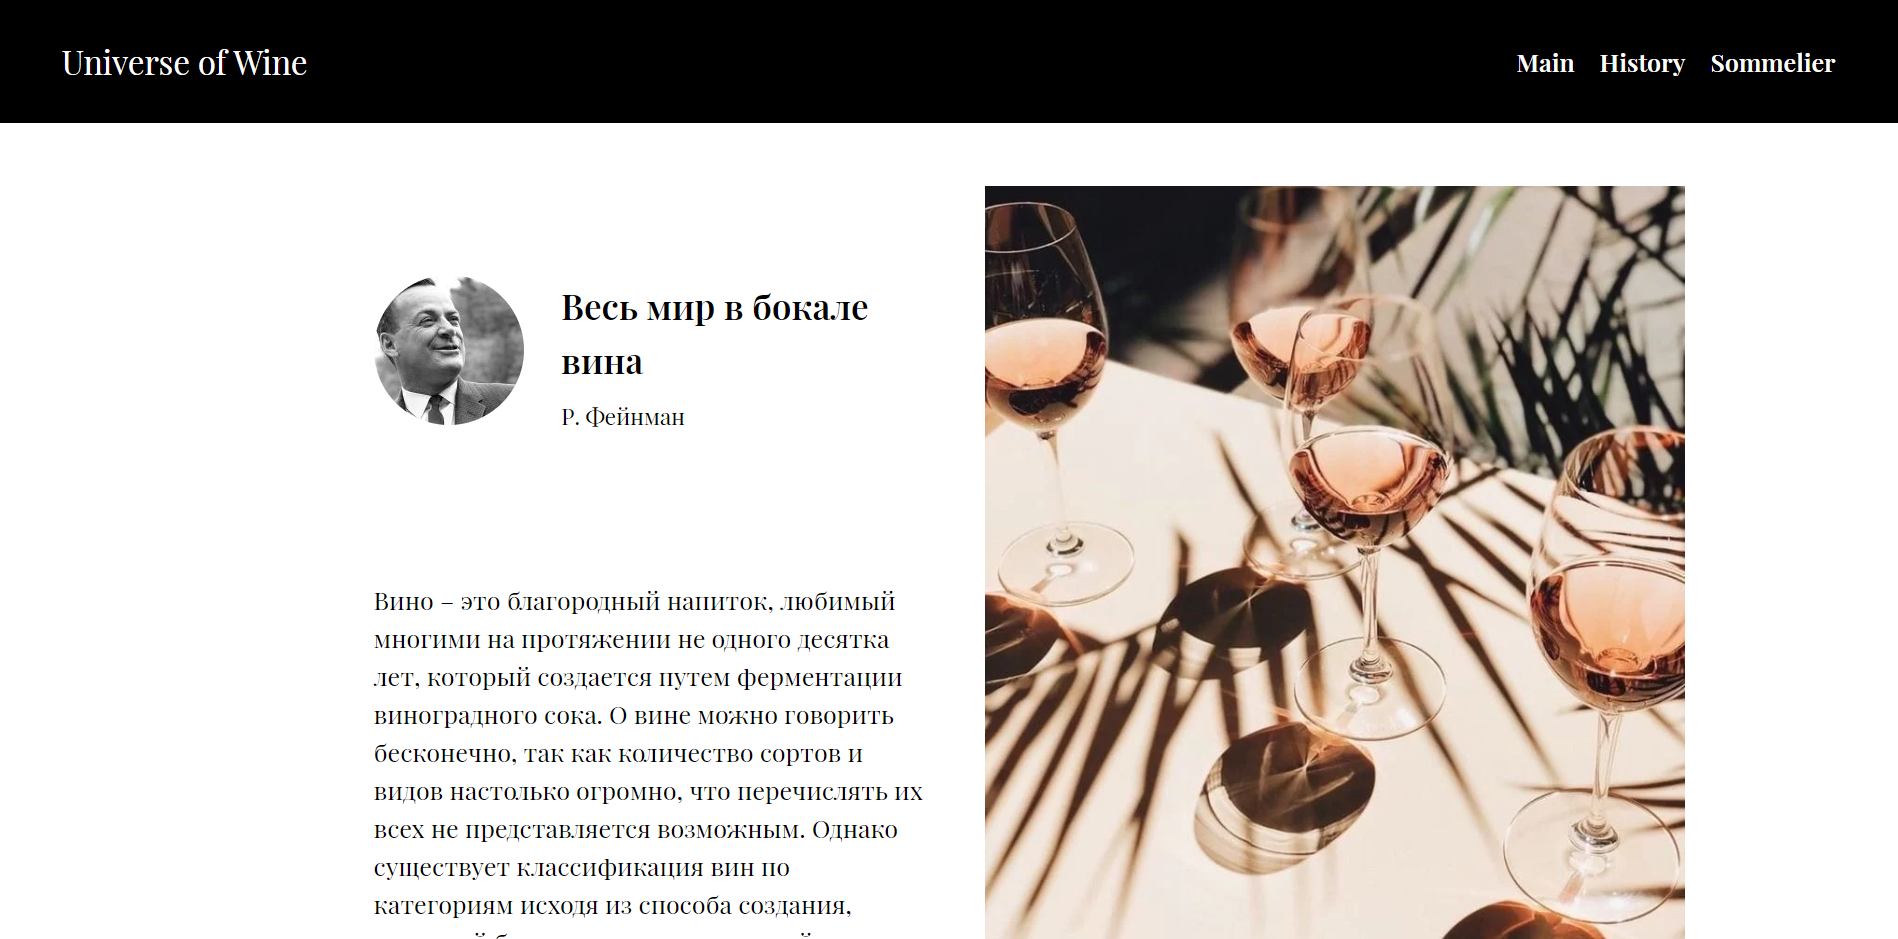 Universe of Wine
Main History Sommelier
Весь мир в бокале
вина
Р. Фейнман
Вино – это благородный напиток, любимый
многими на протяжении не одного десятка
лет, который создается путем ферментации
виноградного сока. О вине можно говорить
бесконечно, так как количество сортов и
видов настолько огромно, что перечислять их
всех не представляется возможным. Однако
существует классификация вин по
категориям исходя из способа создания,